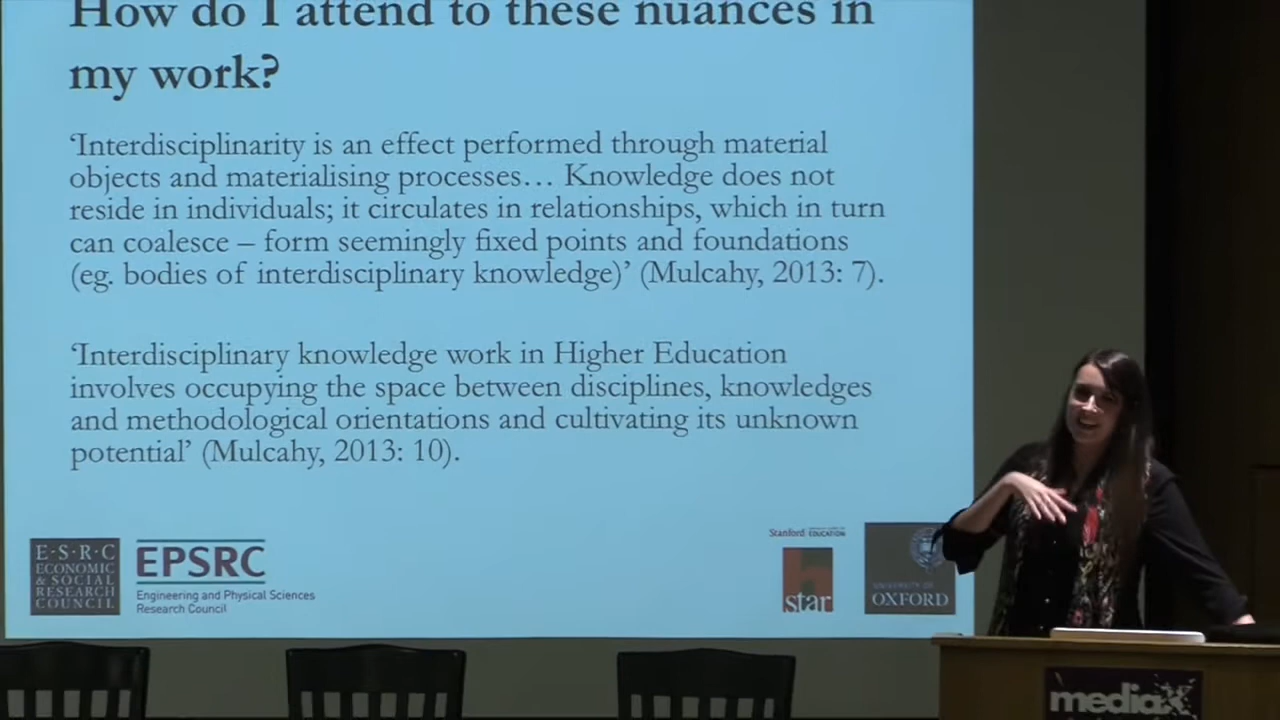 How do I attend to these nuances in
my work?
‘Interdisciplinarity is an effect performed through material
objects and materialising processes… Knowledge does not
reside in individuals; it circulates in relationships, which in turn
can coalesce – form seemingly fixed points and foundations
(eg. bodies of interdisciplinary knowledge)’ (Mulcahy, 2013: 7).
‘Interdisciplinary knowledge work in Higher Education
involves occupying the space between disciplines, knowledges
and methodological orientations and cultivating its unknown
potential’ (Mulcahy, 2013: 10).
E·S·R·C
ECONOMIC
& SOCIAL
RESEARCH
COUNCIL
EPSRC
Engineering and Physical Sciences
Research Council
Stanford
EDUCATION
star
UNIVERSITY OF
OXFORD
mediaX